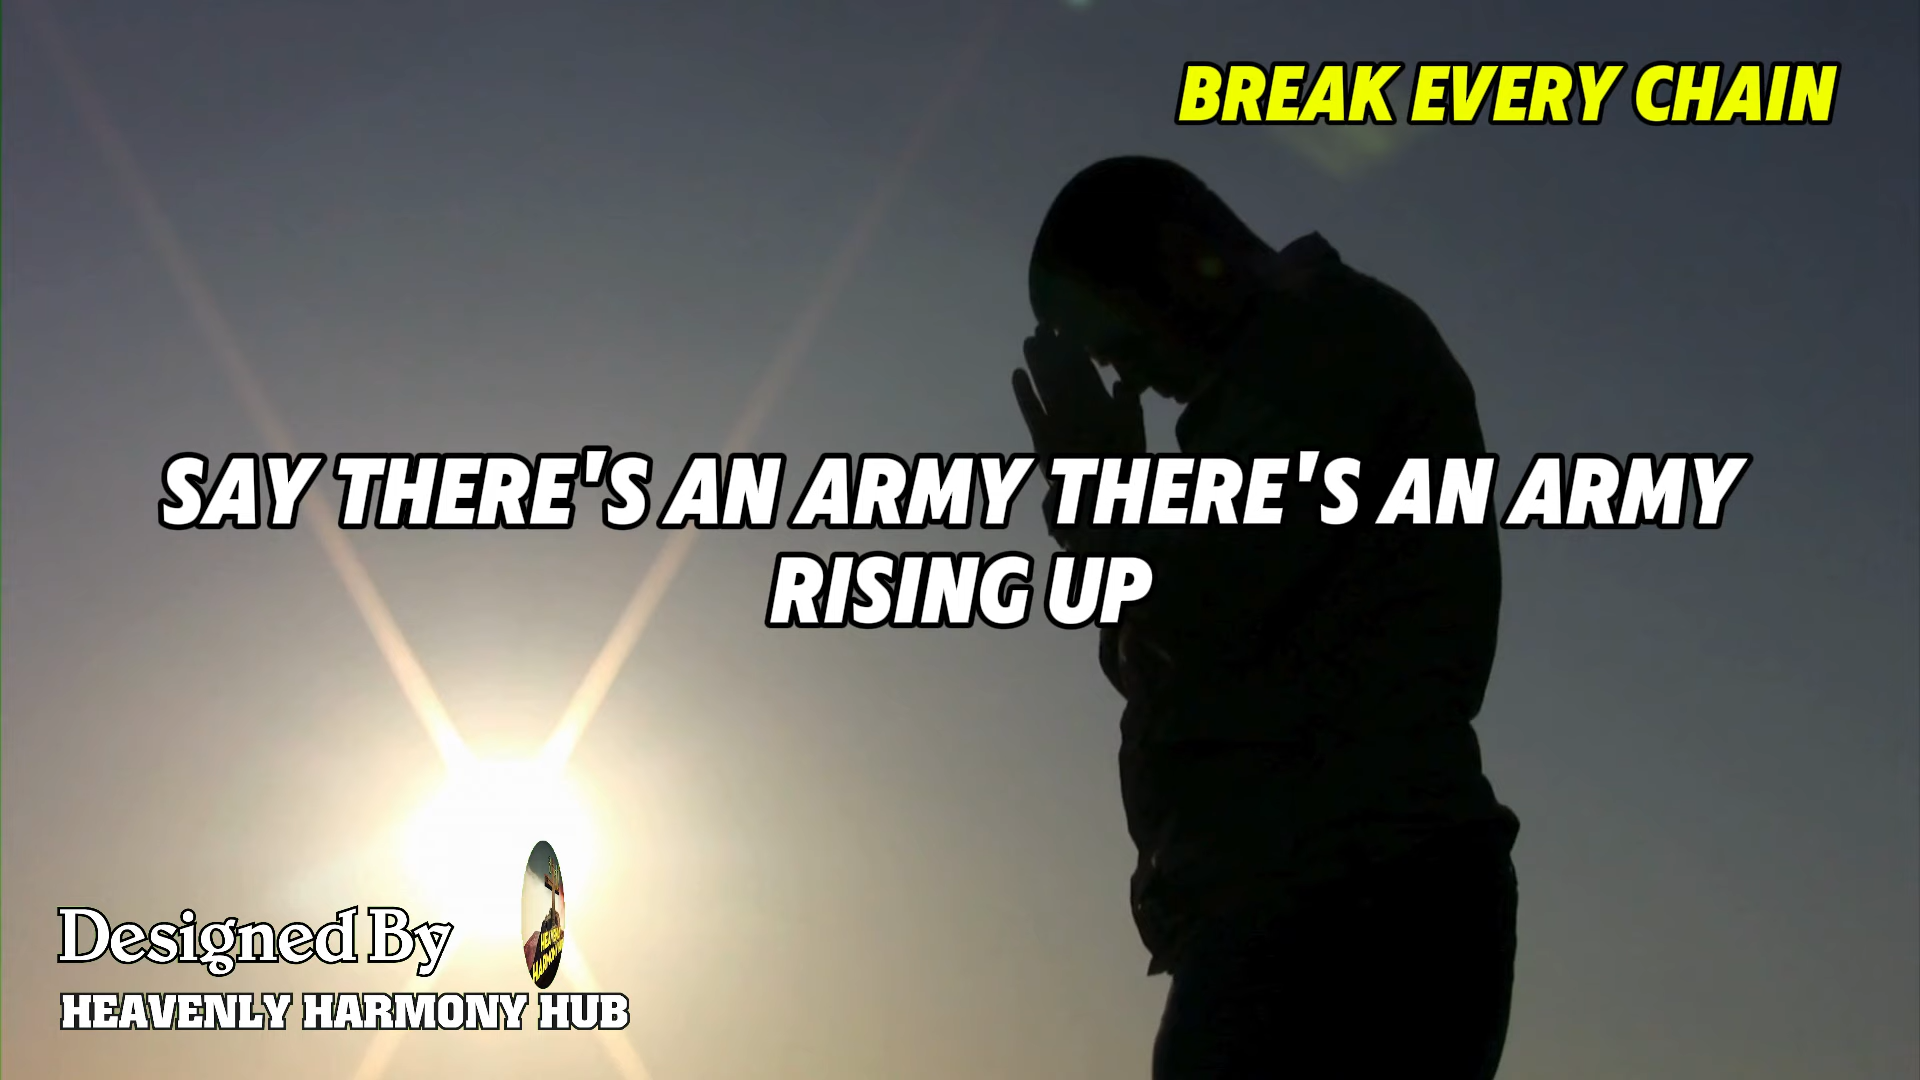 BREAK EVERY CHAIN
SAY THERE'S AN ARMY THERE'S AN ARMY
RISING UP
Designed By
HEAVENLY HARMONY HUB